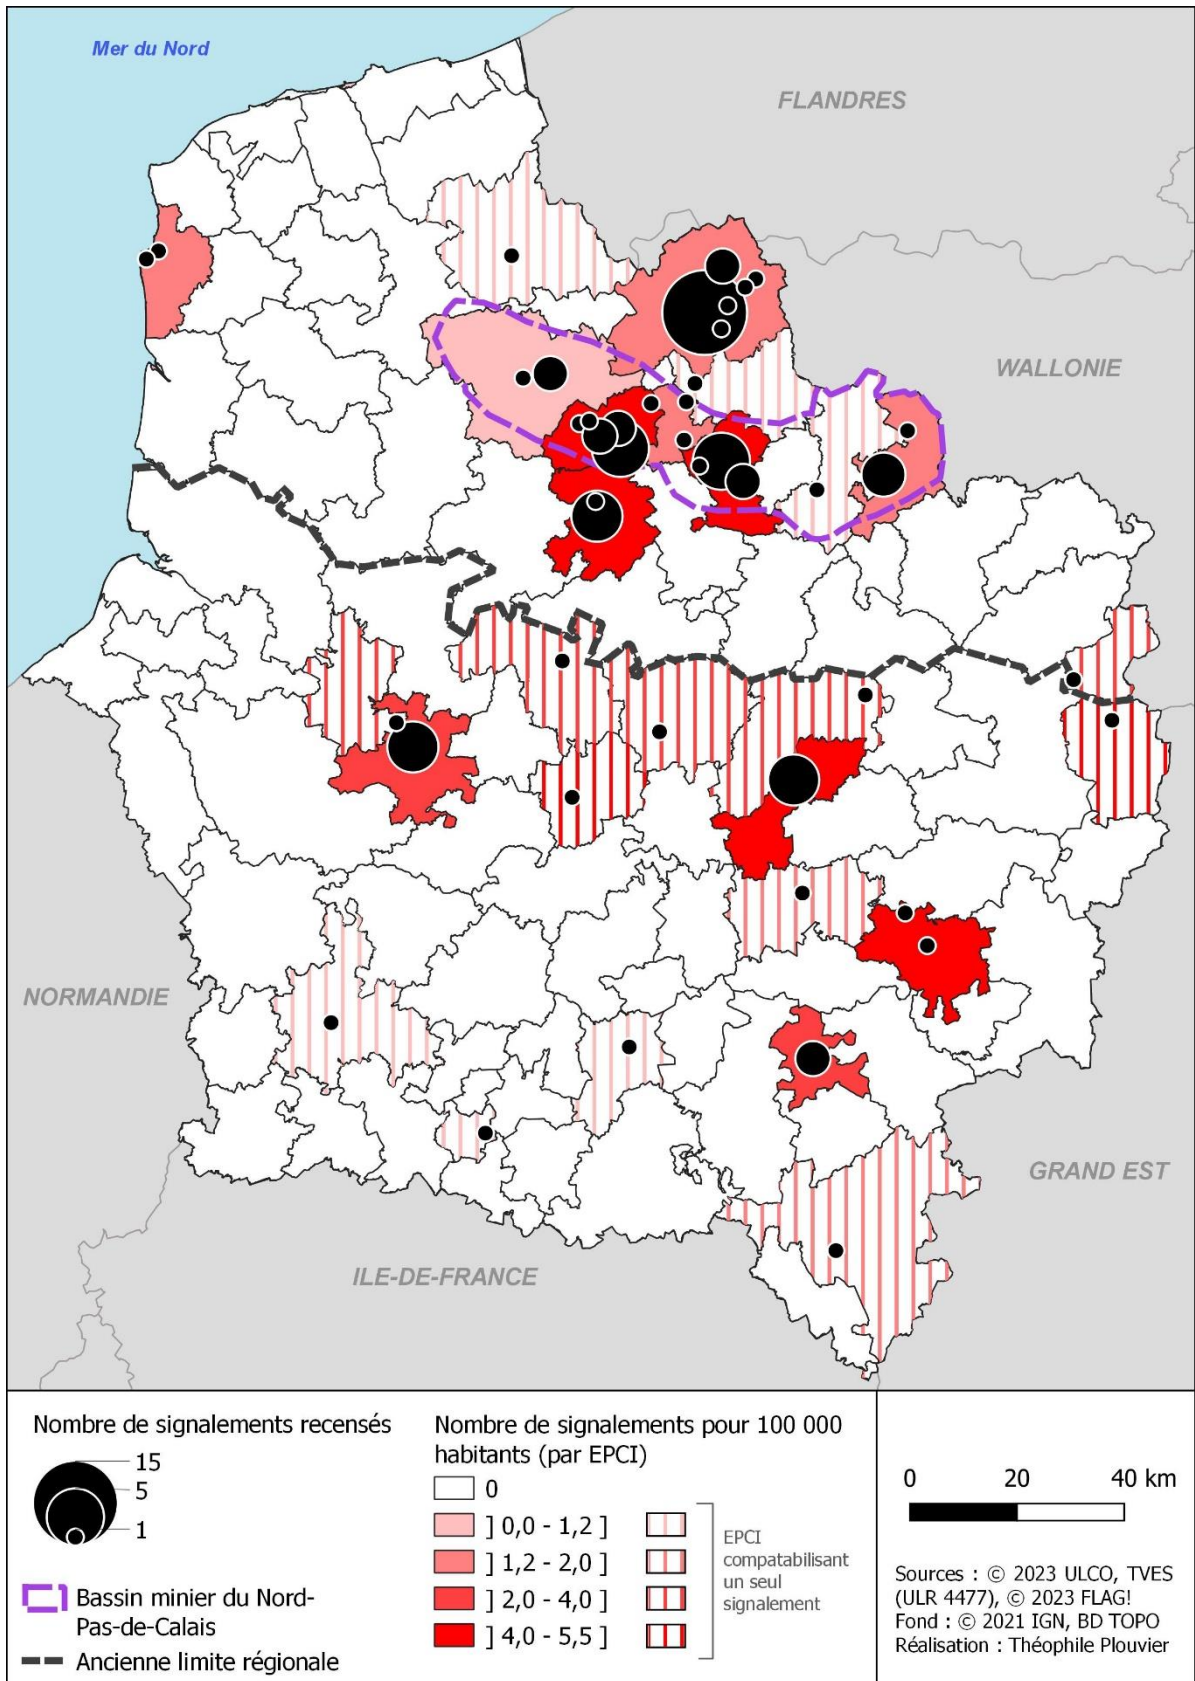 Mer du Nord
FLANDRES
WALLONIE
NORMANDIE
GRAND EST
ILE-DE-FRANCE
Nombre de signalements recensés
15
5
1
Bassin minier du Nord-
Pas-de-Calais
Ancienne limite régionale
Nombre de signalements pour 100 000
habitants (par EPCI)
0
] 0,0 - 1,2 ]
] 1,2 - 2,0 ]
] 2,0 - 4,0 ]
] 4,0 - 5,5 ]
EPCI
compatabilisant
un seul
signalement
0 20 40 km
Sources : © 2023 ULCO, TVES
(ULR 4477), © 2023 FLAG!
Fond : © 2021 IGN, BD TOPO
Réalisation : Théophile Plouvier